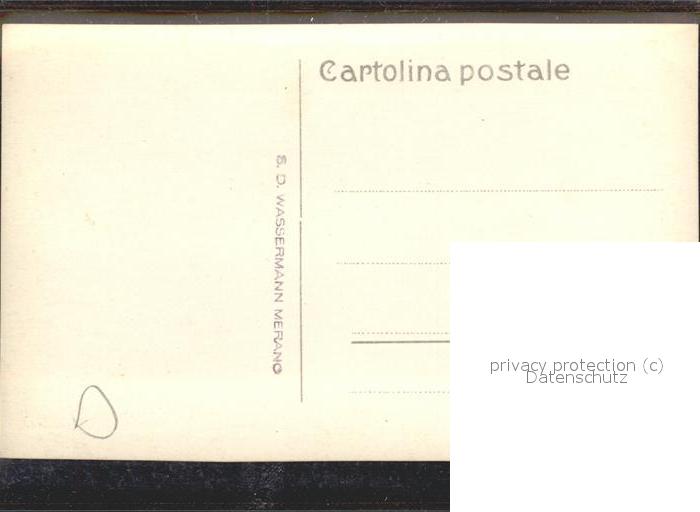 Cartolina postale
S. D. WASSERMANN MERANO
privacy protection (c)
Datenschutz